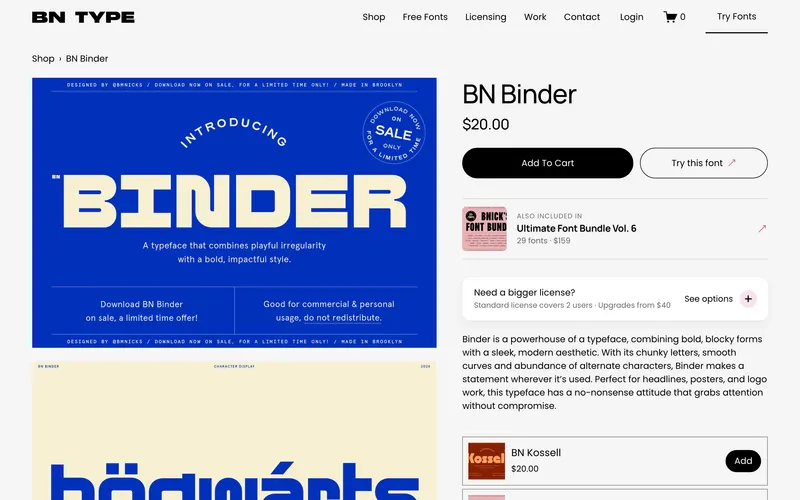 BN TYPE
Shop
Free Fonts
Licensing
Work
Contact
Login
0
Try Fonts
Shop › BN Binder
DESIGNED BY @BMNICKS / DOWNLOAD NOW ON SALE, FOR A LIMITED TIME ONLY! / MADE IN BROOKLYN
INTRODUCING
DOWNLOAD NOW
ON
SALE
ONLY
FOR A LIMITED TIME
BN
BINDER
A typeface that combines playful irregularity
with a bold, impactful style.
Download BN Binder
on sale, a limited time offer!
Good for commercial & personal
usage, do not redistribute.
DESIGNED BY @BMNICKS / DOWNLOAD NOW ON SALE, FOR A LIMITED TIME ONLY! / MADE IN BROOKLYN
BN BINDER
CHARACTER DISPLAY
2024
hödwárts
BN Binder
$20.00
Add To Cart
Try this font
BNICK'S
FONT BUND
ALSO INCLUDED IN
Ultimate Font Bundle Vol. 6
29 fonts · $159
Need a bigger license?
Standard license covers 2 users · Upgrades from $40
See options
+
Binder is a powerhouse of a typeface, combining bold, blocky forms
with a sleek, modern aesthetic. With its chunky letters, smooth
curves and abundance of alternate characters, Binder makes a
statement wherever it's used. Perfect for headlines, posters, and logo
work, this typeface has a no-nonsense attitude that grabs attention
without compromise.
Kossel
BN Kossell
$20.00
Add